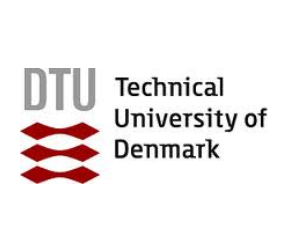 DTU
Technical
University of
Denmark